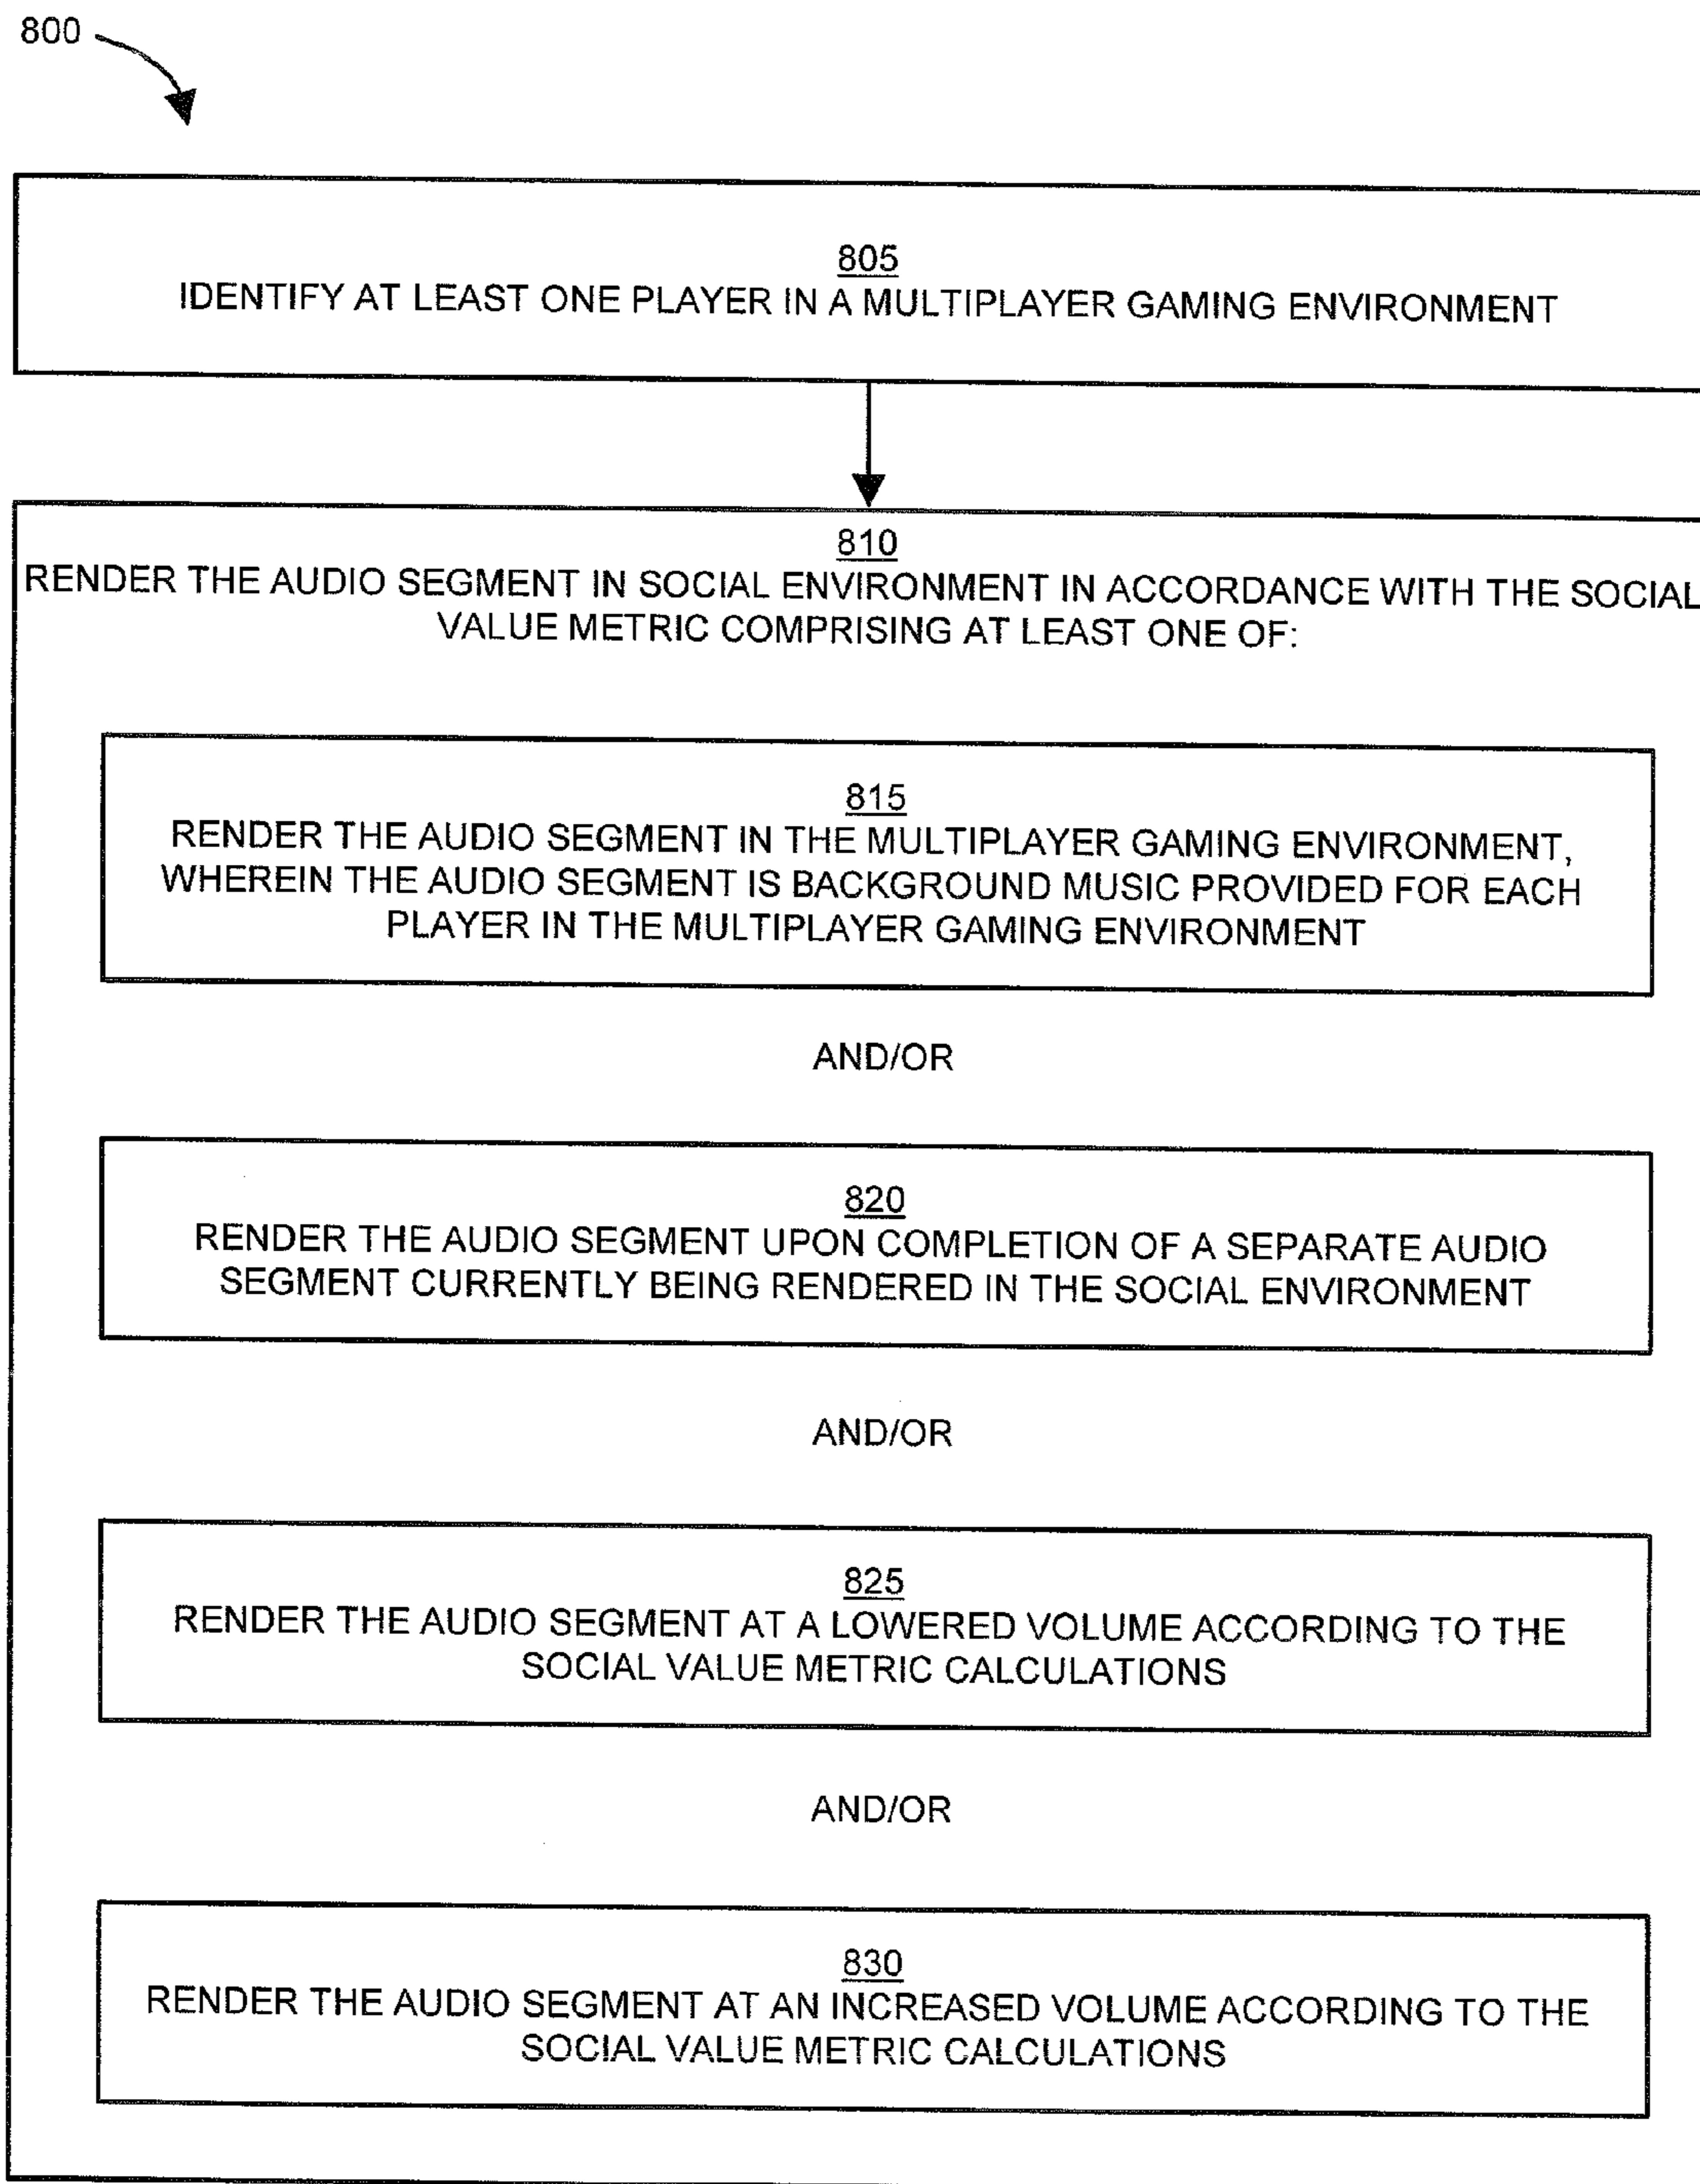 800
805
IDENTIFY AT LEAST ONE PLAYER IN A MULTIPLAYER GAMING ENVIRONMENT
810
RENDER THE AUDIO SEGMENT IN SOCIAL ENVIRONMENT IN ACCORDANCE WITH THE SOCIAL
VALUE METRIC COMPRISING AT LEAST ONE OF:
815
RENDER THE AUDIO SEGMENT IN THE MULTIPLAYER GAMING ENVIRONMENT,
WHEREIN THE AUDIO SEGMENT IS BACKGROUND MUSIC PROVIDED FOR EACH
PLAYER IN THE MULTIPLAYER GAMING ENVIRONMENT
AND/OR
820
RENDER THE AUDIO SEGMENT UPON COMPLETION OF A SEPARATE AUDIO
SEGMENT CURRENTLY BEING RENDERED IN THE SOCIAL ENVIRONMENT
AND/OR
825
RENDER THE AUDIO SEGMENT AT A LOWERED VOLUME ACCORDING TO THE
SOCIAL VALUE METRIC CALCULATIONS
AND/OR
830
RENDER THE AUDIO SEGMENT AT AN INCREASED VOLUME ACCORDING TO THE
SOCIAL VALUE METRIC CALCULATIONS